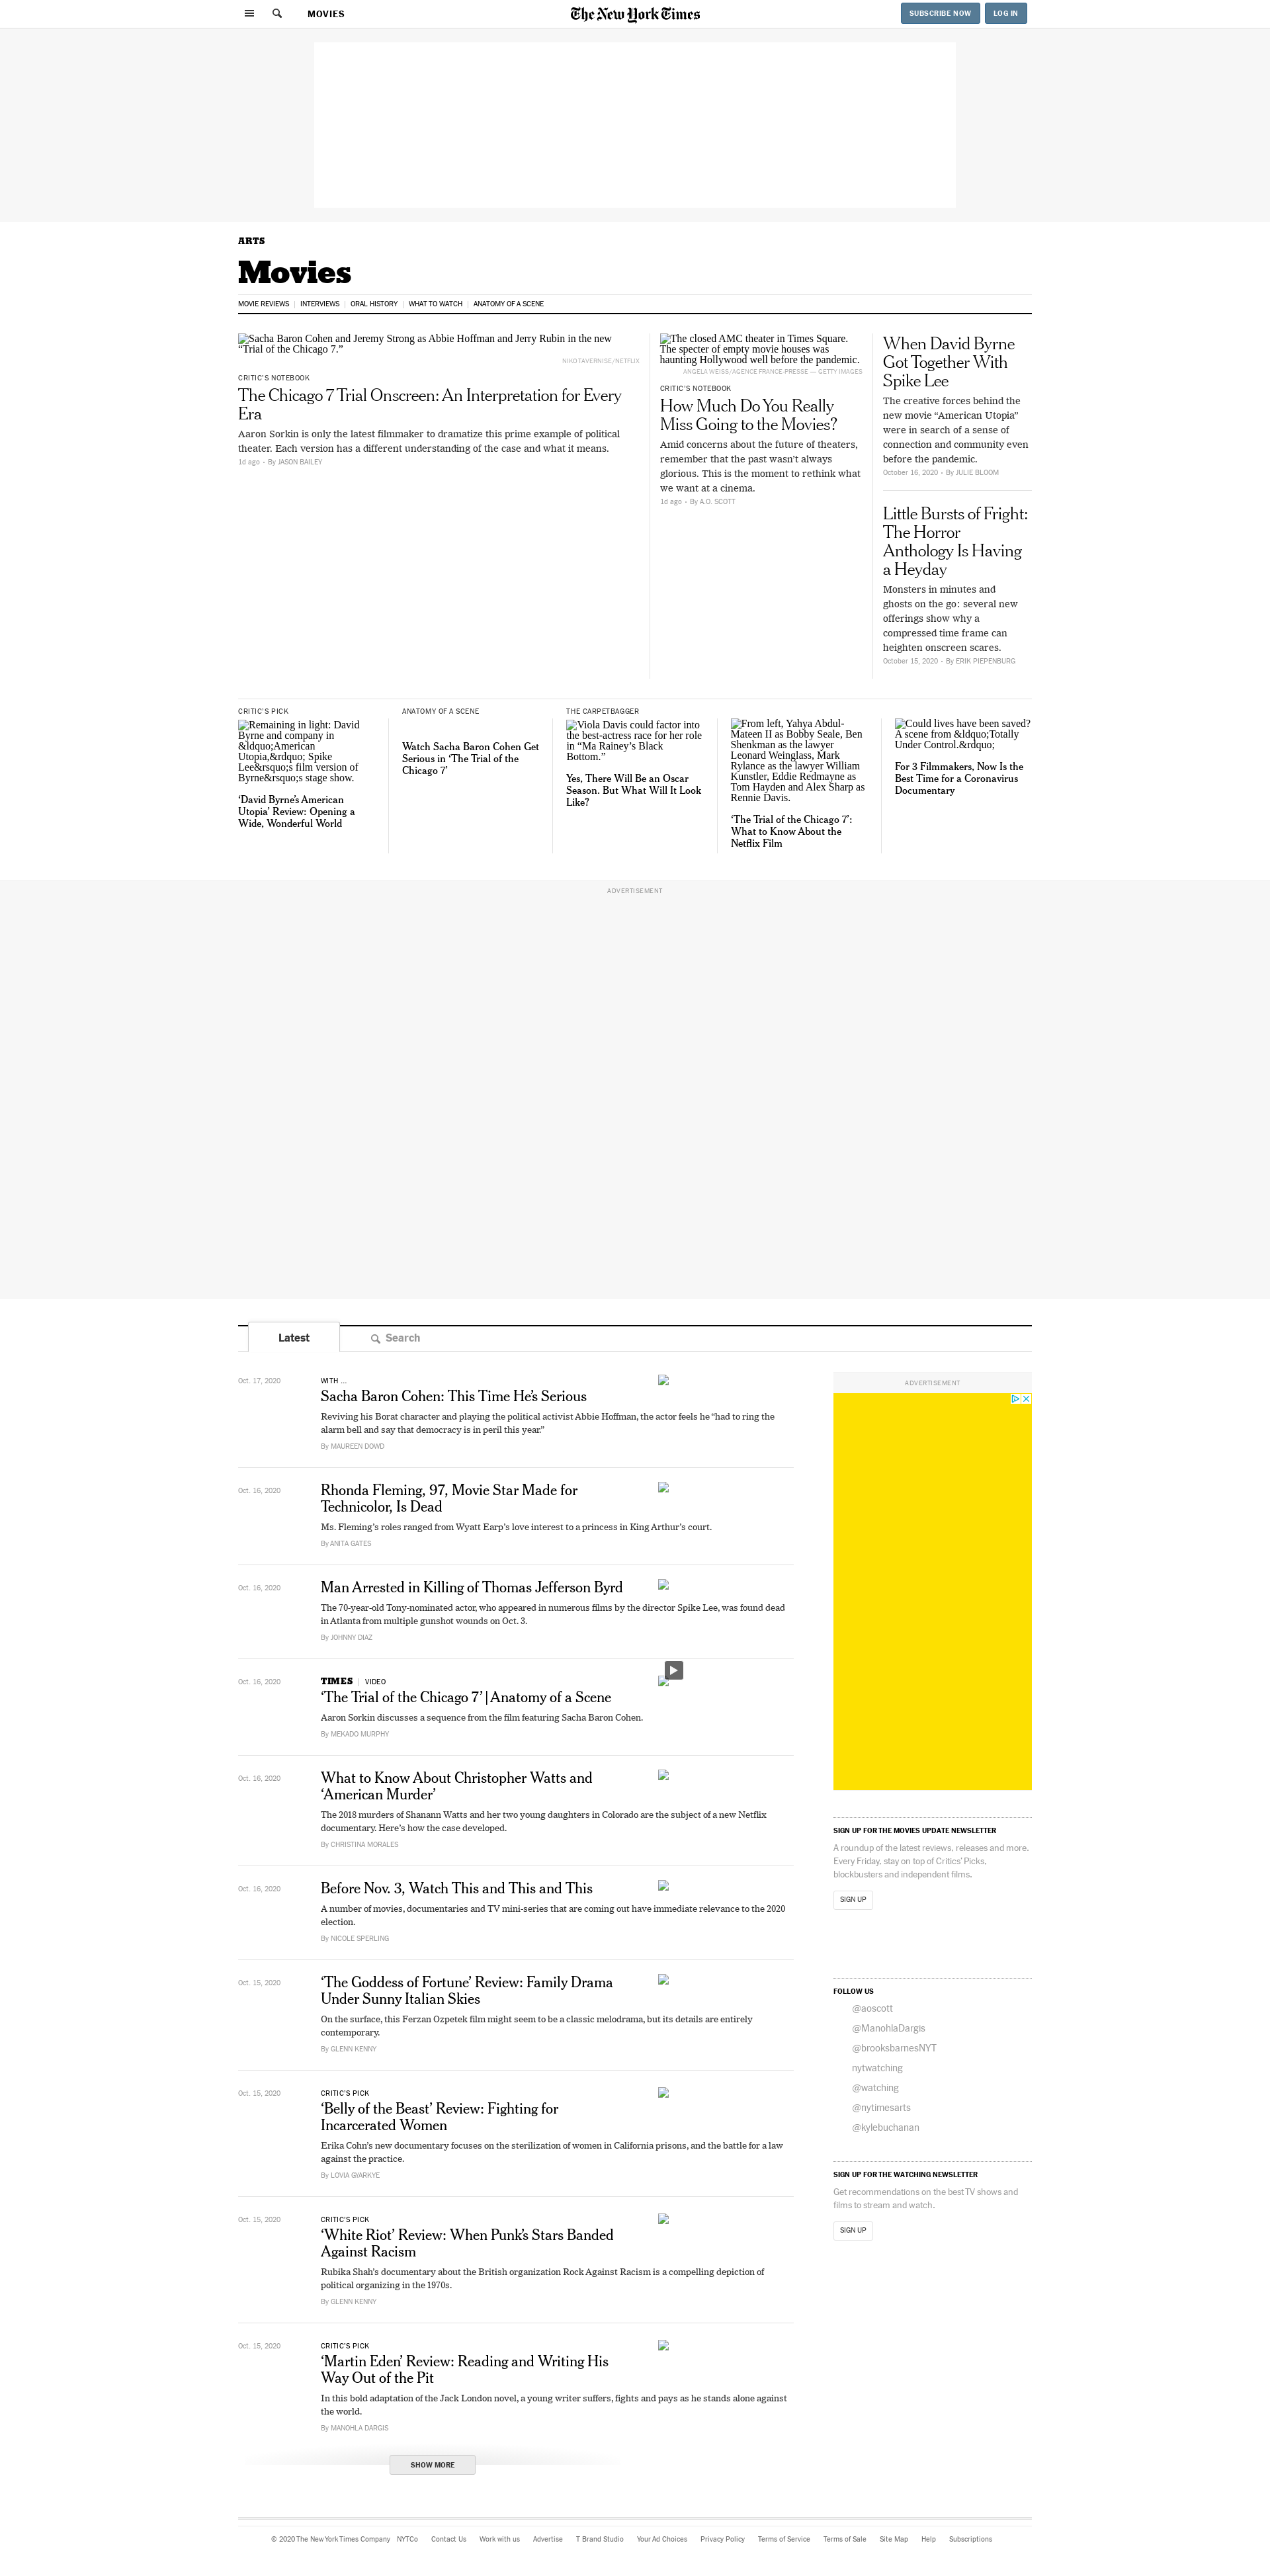 MOVIES
The New York Times
SUBSCRIBE NOW
LOG IN
ARTS
Movies
MOVIE REVIEWS | INTERVIEWS | ORAL HISTORY | WHAT TO WATCH | ANATOMY OF A SCENE
Sacha Baron Cohen and Jeremy Strong as Abbie Hoffman and Jerry Rubin in the new
“Trial of the Chicago 7.”
NIKO TAVERNISE/NETFLIX
CRITIC'S NOTEBOOK
The Chicago 7 Trial Onscreen: An Interpretation for Every
Era
Aaron Sorkin is only the latest filmmaker to dramatize this prime example of political
theater. Each version has a different understanding of the case and what it means.
1d ago • By JASON BAILEY
The closed AMC theater in Times Square.
The specter of empty movie houses was
haunting Hollywood well before the pandemic.
ANGELA WEISS/AGENCE FRANCE-PRESSE — GETTY IMAGES
CRITIC'S NOTEBOOK
How Much Do You Really
Miss Going to the Movies?
Amid concerns about the future of theaters,
remember that the past wasn't always
glorious. This is the moment to rethink what
we want at a cinema.
1d ago • By A.O. SCOTT
When David Byrne
Got Together With
Spike Lee
The creative forces behind the
new movie “American Utopia”
were in search of a sense of
connection and community even
before the pandemic.
October 16, 2020 • By JULIE BLOOM
Little Bursts of Fright:
The Horror
Anthology Is Having
a Heyday
Monsters in minutes and
ghosts on the go: several new
offerings show why a
compressed time frame can
heighten onscreen scares.
October 15, 2020 • By ERIK PIEPENBURG
CRITIC'S PICK
Remaining in light: David
Byrne and company in
&ldquo;American
Utopia,&rdquo; Spike
Lee&rsquo;s film version of
Byrne&rsquo;s stage show.
‘David Byrne’s American
Utopia’ Review: Opening a
Wide, Wonderful World
ANATOMY OF A SCENE
Watch Sacha Baron Cohen Get
Serious in ‘The Trial of the
Chicago 7’
THE CARPETBAGGER
Viola Davis could factor into
the best-actress race for her role
in “Ma Rainey’s Black
Bottom.”
Yes, There Will Be an Oscar
Season. But What Will It Look
Like?
From left, Yahya Abdul-
Mateen II as Bobby Seale, Ben
Shenkman as the lawyer
Leonard Weinglass, Mark
Rylance as the lawyer William
Kunstler, Eddie Redmayne as
Tom Hayden and Alex Sharp as
Rennie Davis.
‘The Trial of the Chicago 7’:
What to Know About the
Netflix Film
Could lives have been saved?
A scene from &ldquo;Totally
Under Control.&rdquo;
For 3 Filmmakers, Now Is the
Best Time for a Coronavirus
Documentary
ADVERTISEMENT
Latest
Search
Oct. 17, 2020
WITH ...
Sacha Baron Cohen: This Time He’s Serious
Reviving his Borat character and playing the political activist Abbie Hoffman, the actor feels he “had to ring the
alarm bell and say that democracy is in peril this year.”
By MAUREEN DOWD
Oct. 16, 2020
Rhonda Fleming, 97, Movie Star Made for
Technicolor, Is Dead
Ms. Fleming’s roles ranged from Wyatt Earp’s love interest to a princess in King Arthur’s court.
By ANITA GATES
Oct. 16, 2020
Man Arrested in Killing of Thomas Jefferson Byrd
The 70-year-old Tony-nominated actor, who appeared in numerous films by the director Spike Lee, was found dead
in Atlanta from multiple gunshot wounds on Oct. 3.
By JOHNNY DIAZ
Oct. 16, 2020
TIMES | VIDEO
‘The Trial of the Chicago 7’ | Anatomy of a Scene
Aaron Sorkin discusses a sequence from the film featuring Sacha Baron Cohen.
By MEKADO MURPHY
Oct. 16, 2020
What to Know About Christopher Watts and
‘American Murder’
The 2018 murders of Shanann Watts and her two young daughters in Colorado are the subject of a new Netflix
documentary. Here’s how the case developed.
By CHRISTINA MORALES
Oct. 16, 2020
Before Nov. 3, Watch This and This and This
A number of movies, documentaries and TV mini-series that are coming out have immediate relevance to the 2020
election.
By NICOLE SPERLING
Oct. 15, 2020
‘The Goddess of Fortune’ Review: Family Drama
Under Sunny Italian Skies
On the surface, this Ferzan Ozpetek film might seem to be a classic melodrama, but its details are entirely
contemporary.
By GLENN KENNY
Oct. 15, 2020
CRITIC'S PICK
‘Belly of the Beast’ Review: Fighting for
Incarcerated Women
Erika Cohn’s new documentary focuses on the sterilization of women in California prisons, and the battle for a law
against the practice.
By LOVIA GYARKYE
Oct. 15, 2020
CRITIC'S PICK
‘White Riot’ Review: When Punk’s Stars Banded
Against Racism
Rubika Shah’s documentary about the British organization Rock Against Racism is a compelling depiction of
political organizing in the 1970s.
By GLENN KENNY
Oct. 15, 2020
CRITIC'S PICK
‘Martin Eden’ Review: Reading and Writing His
Way Out of the Pit
In this bold adaptation of the Jack London novel, a young writer suffers, fights and pays as he stands alone against
the world.
By MANOHLA DARGIS
SHOW MORE
ADVERTISEMENT
SIGN UP FOR THE MOVIES UPDATE NEWSLETTER
A roundup of the latest reviews, releases and more.
Every Friday, stay on top of Critics’ Picks,
blockbusters and independent films.
SIGN UP
FOLLOW US
@aoscott
@ManohlaDargis
@brooksbarnesNYT
nytwatching
@watching
@nytimesarts
@kylebuchanan
SIGN UP FOR THE WATCHING NEWSLETTER
Get recommendations on the best TV shows and
films to stream and watch.
SIGN UP
© 2020 The New York Times Company NYTCo Contact Us Work with us Advertise T Brand Studio Your Ad Choices Privacy Policy Terms of Service Terms of Sale Site Map Help Subscriptions